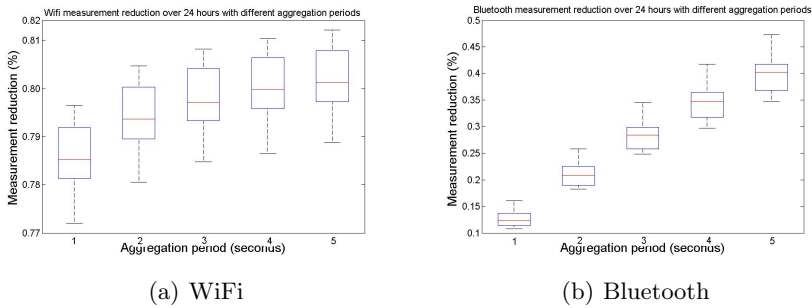 Wifi measurement reduction over 24 hours with different aggregation periods
Measurement reduction (%)
0.82
0.81
0.80
0.79
0.78
0.77
1 2 3 4 5
Aggregation period (seconds)
(a) WiFi
Bluetooth measurement reduction over 24 hours with different aggregation periods
Measurement reduction (%)
0.5
0.45
0.4
0.35
0.3
0.25
0.2
0.15
0.1
1 2 3 4 5
Aggregation period (seconds)
(b) Bluetooth